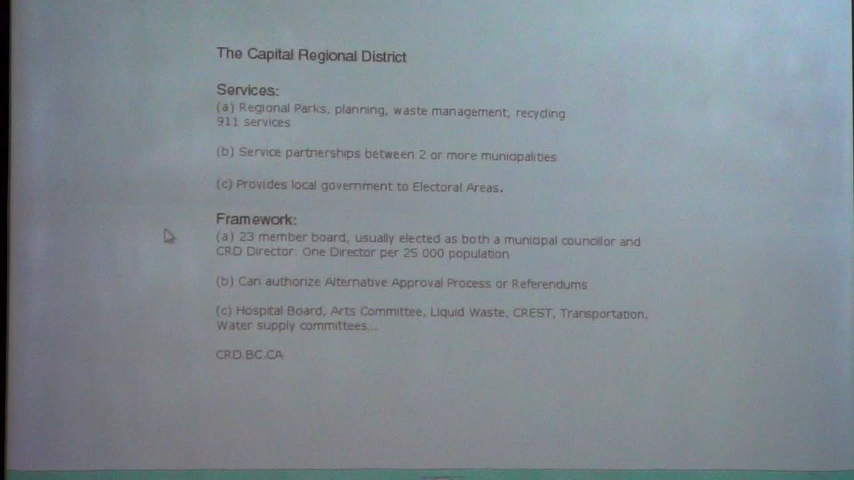 The Capital Regional District
Services:
(a) Regional Parks, planning, waste management, recycling
911 services
(b) Service partnerships between 2 or more municipalities
(c) Provides local government to Electoral Areas.
Framework:
(a) 23 member board, usually elected as both a municipal councillor and
CRD Director. One Director per 25 000 population
(b) Can authorize Alternative Approval Process or Referendums
(c) Hospital Board, Arts Committee, Liquid Waste, CREST, Transportation,
Water supply committees...
CRD.BC.CA